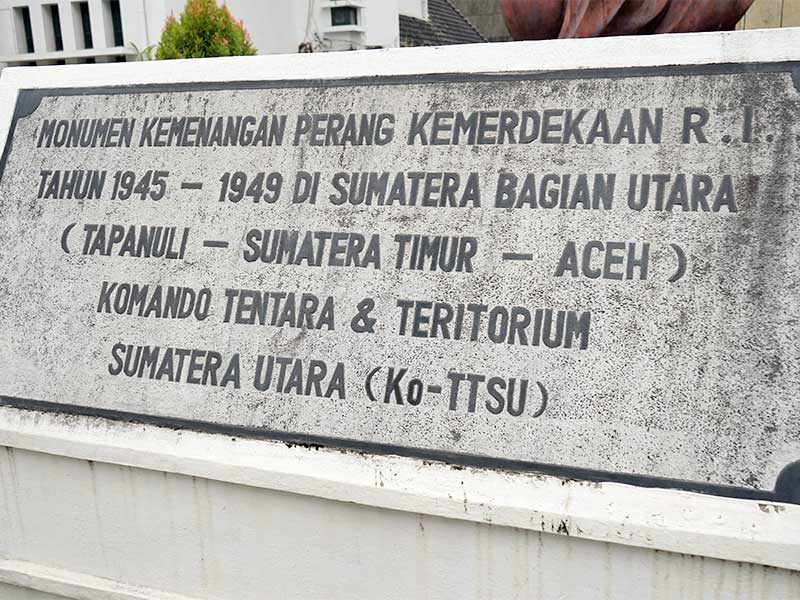 MONUMEN KEMENANGAN PERANG KEMERDEKAAN R.I.
TAHUN 1945 – 1949 DI SUMATERA BAGIAN UTARA
(TAPANULI – SUMATERA TIMUR – ACEH)
KOMANDO TENTARA & TERITORIUM
SUMATERA UTARA (Ko-TTSU)